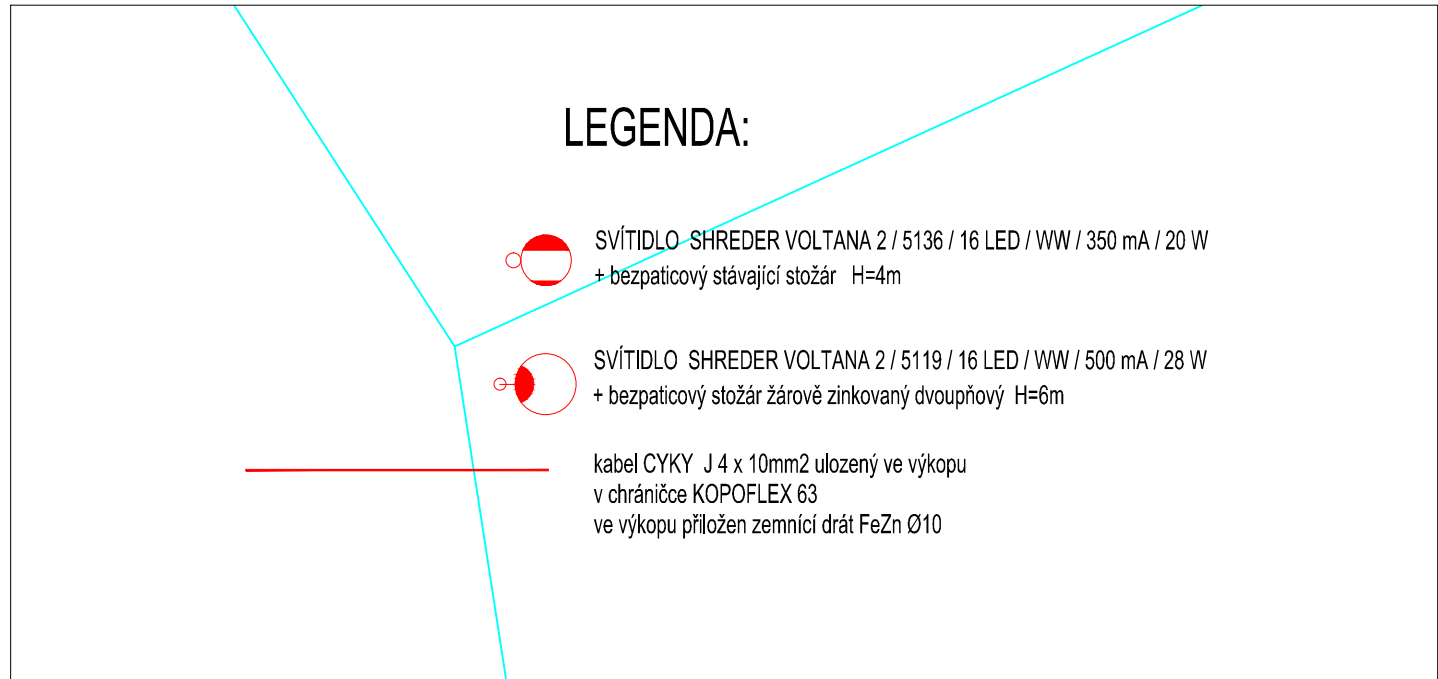 LEGENDA:
SVÍTIDLO SHREDER VOLTANA 2 / 5136 / 16 LED / WW / 350 mA / 20 W
+ bezpaticový stávající stožár H=4m
SVÍTIDLO SHREDER VOLTANA 2 / 5119 / 16 LED / WW / 500 mA / 28 W
+ bezpaticový stožár žárově zinkovaný dvoupňový H=6m
kabel CYKY J 4 x 10mm2 ulozený ve výkopu
v chráničce KOPOFLEX 63
ve výkopu přiložen zemnící drát FeZn Ø10